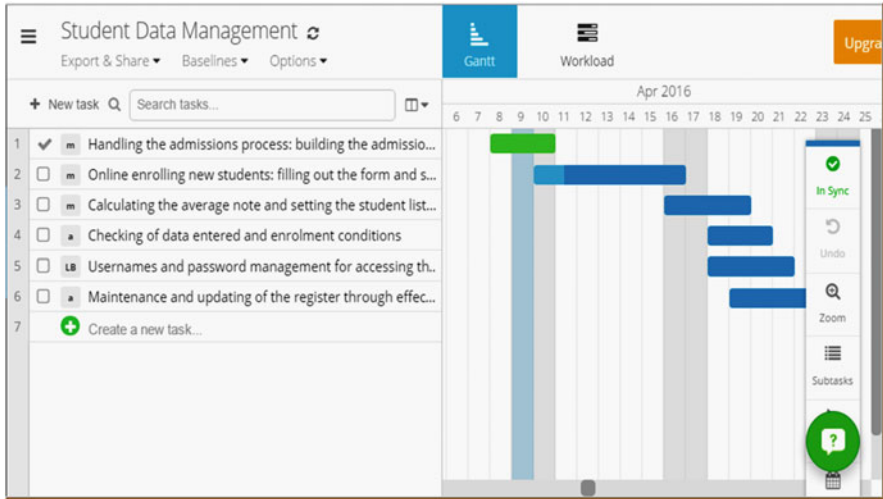 Student Data Management
Export & Share Baselines Options
Gantt
Workload
Upgra
New task Search tasks...
Apr 2016
6 7 8 9 10 11 12 13 14 15 16 17 18 19 20 21 22 23 24 25
1 m Handling the admissions process: building the admissio...
2 m Online enrolling new students: filling out the form and s...
3 m Calculating the average note and setting the student list...
4 a Checking of data entered and enrolment conditions
5 LB Usernames and password management for accessing th..
6 a Maintenance and updating of the register through effec...
7 Create a new task...
In Sync
Undo
Zoom
Subtasks
?